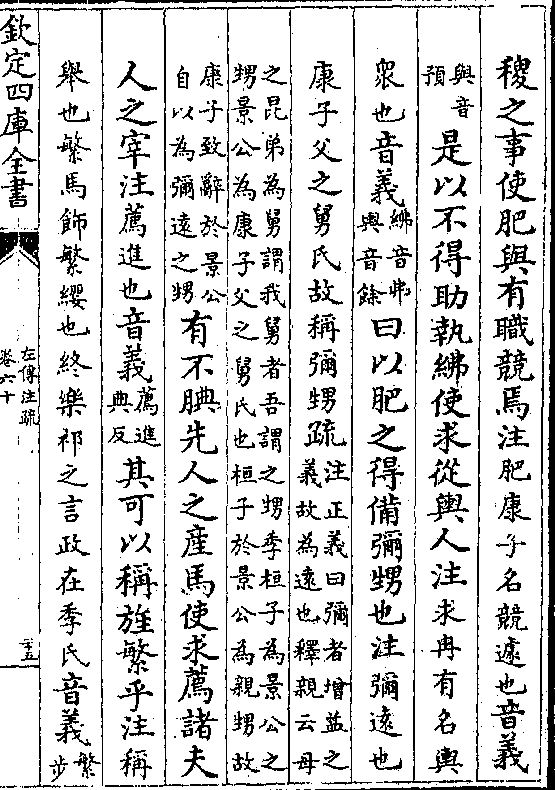 稷之事使肥與有職競焉注肥康子名競遽也音義
與音預是以不得助執紼使求從輿人注求冉有名輿
衆也音義紼音弗輿音餘曰以肥之得備彌甥也注彌遠也
康子父之舅氏故稱彌甥疏注正義曰彌者增益之義故為遠也釋親云母
之昆弟為舅謂我舅者吾謂之甥季桓子為景公之甥景公為康子父之舅氏也桓子於景公為親甥故
康子致辭於景公自以為彌遠之甥有不腆先人之産馬使求薦諸夫
人之宰注薦進也音義薦進典反其可以稱旌繁乎注稱
舉也繁馬飾繁纓也終樂祁之言政在季氏音義繁步
欽定四庫全書
左傳注疏
卷六十
二十五